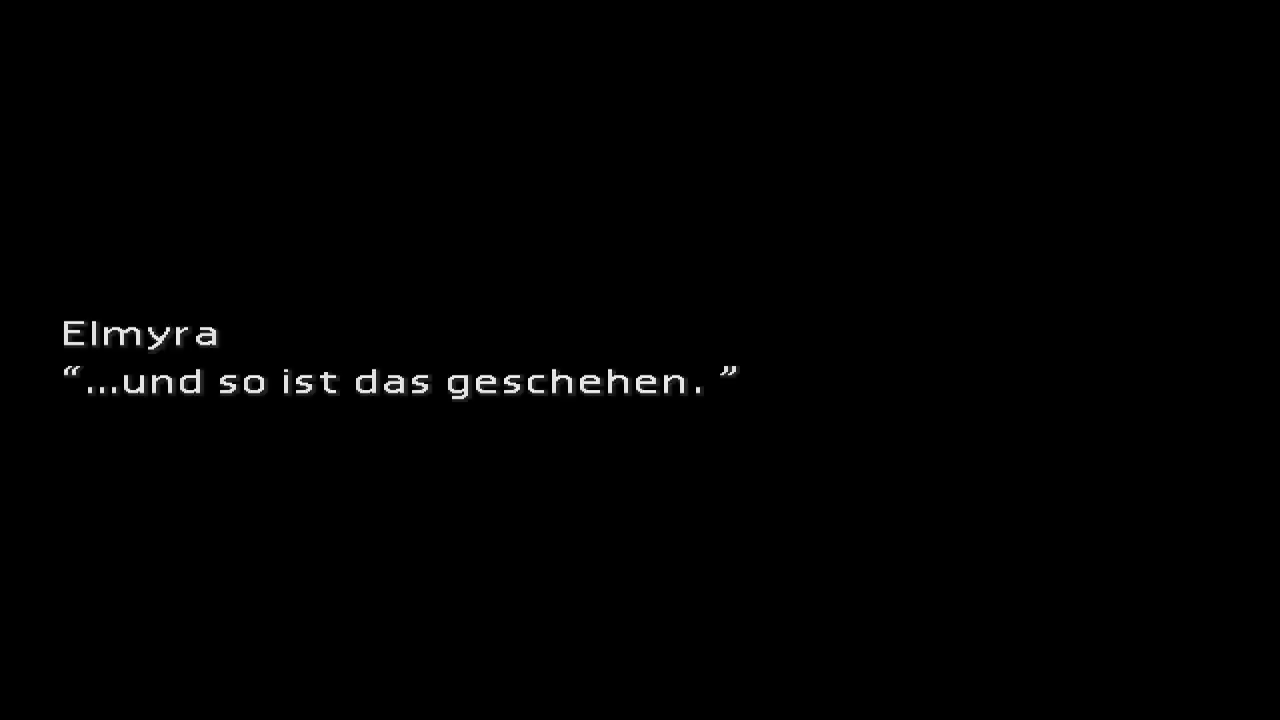 Elmyra
“...und so ist das geschehen. ”